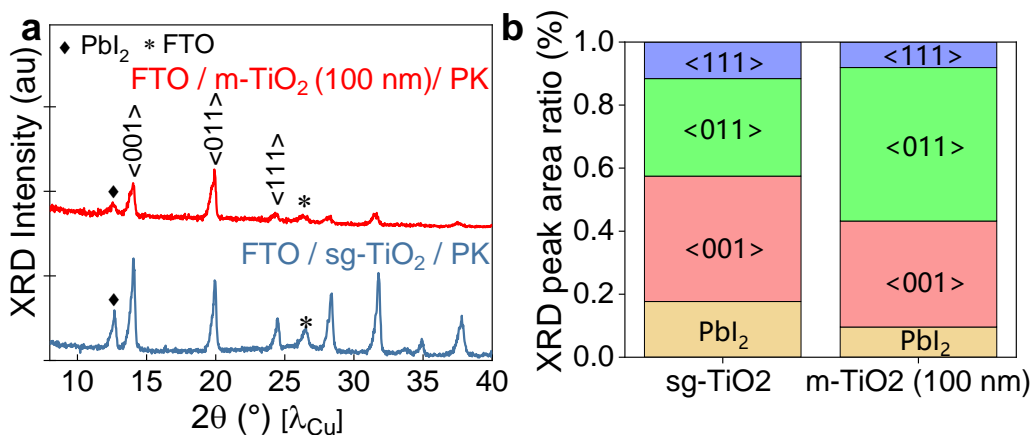 a
◆ PbI₂ * FTO
FTO / m-TiO₂ (100 nm)/ PK
<001>
<011>
<111>
◆
*
FTO / sg-TiO₂ / PK
◆
*
XRD Intensity (au)
10 15 20 25 30 35 40
2θ (°) [λCu]
b
XRD peak area ratio (%)
1.0
0.8
0.6
0.4
0.2
0.0
<111>
<011>
<001>
PbI₂
<111>
<011>
<001>
PbI₂
sg-TiO2 m-TiO2 (100 nm)